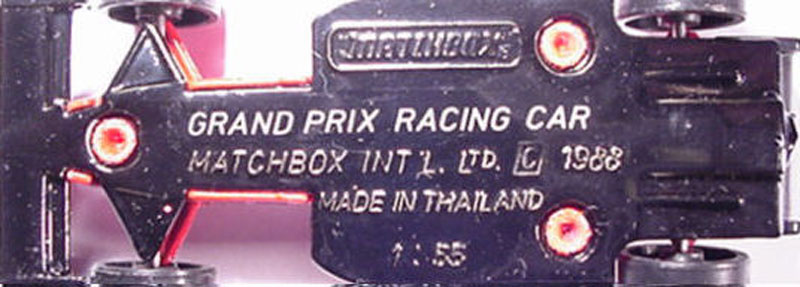 MATCHBOX
GRAND PRIX RACING CAR
MATCHBOX INT'L. LTD. © 1988
MADE IN THAILAND
1:55